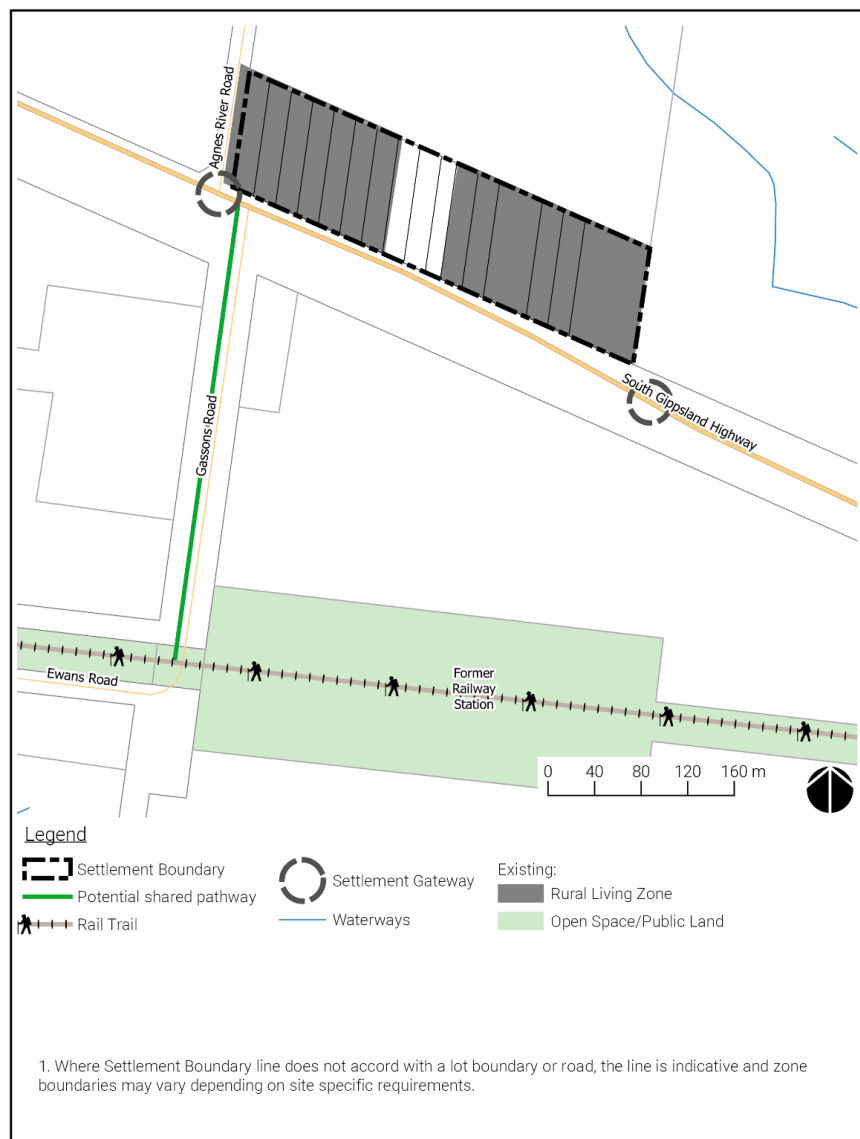 Agnes River Road
South Gippsland Highway
Gassons Road
Ewans Road
Former
Railway
Station
0 40 80 120 160 m
Legend
Settlement Boundary
Potential shared pathway
Rail Trail
Settlement Gateway
Waterways
Existing:
Rural Living Zone
Open Space/Public Land
1. Where Settlement Boundary line does not accord with a lot boundary or road, the line is indicative and zone
boundaries may vary depending on site specific requirements.